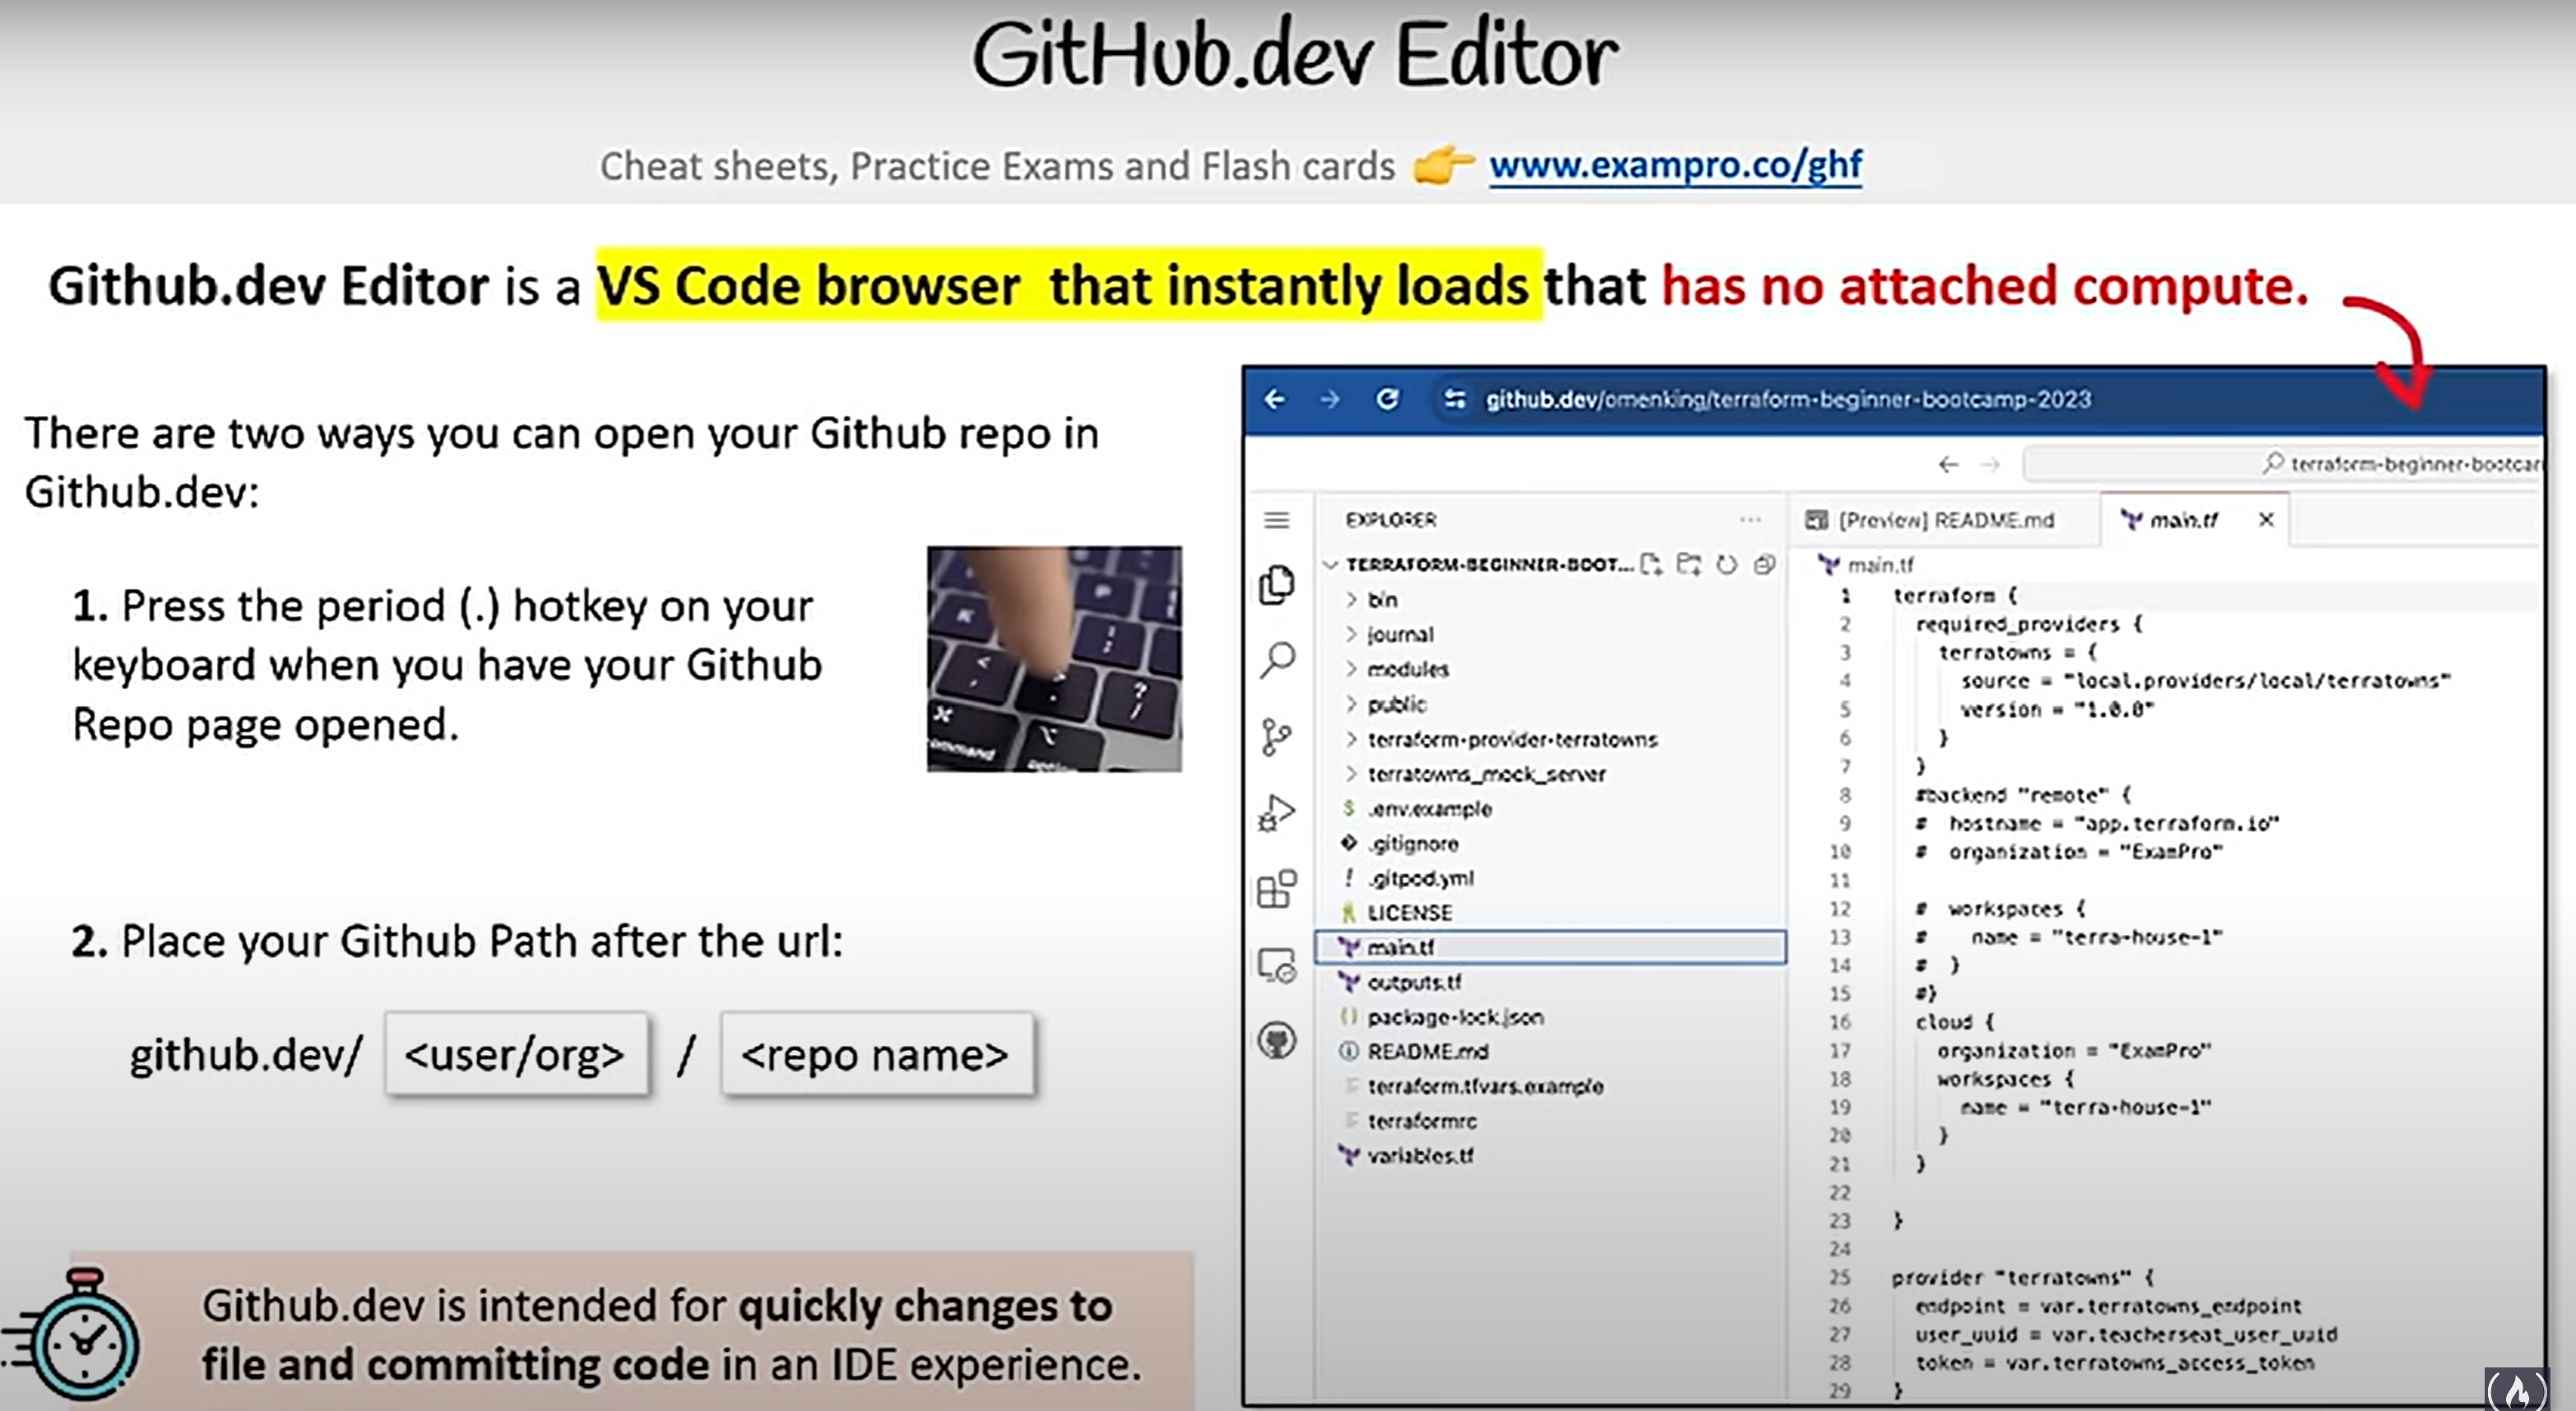 GitHub.dev Editor
Cheat sheets, Practice Exams and Flash cards 👉 www.exampro.co/ghf
Github.dev Editor is a VS Code browser that instantly loads that has no attached compute.
There are two ways you can open your Github repo in
Github.dev:
1. Press the period (.) hotkey on your
keyboard when you have your Github
Repo page opened.
2. Place your Github Path after the url:
github.dev/ <user/org> / <repo name>
Github.dev is intended for quickly changes to
file and committing code in an IDE experience.
P
K
:
;
<
,
>
.
?
/
⌘
command
⌥
option
github.dev/omenking/terraform-beginner-bootcamp-2023
terraform-beginner-bootcar
EXPLORER ...
TERRAFORM-BEGINNER-BOOT...
bin
journal
modules
public
terraform-provider-terratowns
terratowns_mock_server
$ .env.example
.gitignore
! .gitpod.yml
LICENSE
main.tf
outputs.tf
{} package-lock.json
README.md
terraform.tfvars.example
terraformrc
variables.tf
[Preview] README.md
main.tf ×
main.tf
1 terraform {
2 required_providers {
3 terratowns = {
4 source = "local.providers/local/terratowns"
5 version = "1.0.0"
6 }
7 }
8 #backend "remote" {
9 # hostname = "app.terraform.io"
10 # organization = "ExamPro"
11
12 # workspaces {
13 # name = "terra-house-1"
14 # }
15 #}
16 cloud {
17 organization = "ExamPro"
18 workspaces {
19 name = "terra-house-1"
20 }
21 }
22
23 }
24
25 provider "terratowns" {
26 endpoint = var.terratowns_endpoint
27 user_uuid = var.teacherseat_user_uuid
28 token = var.terratowns_access_token
29 }